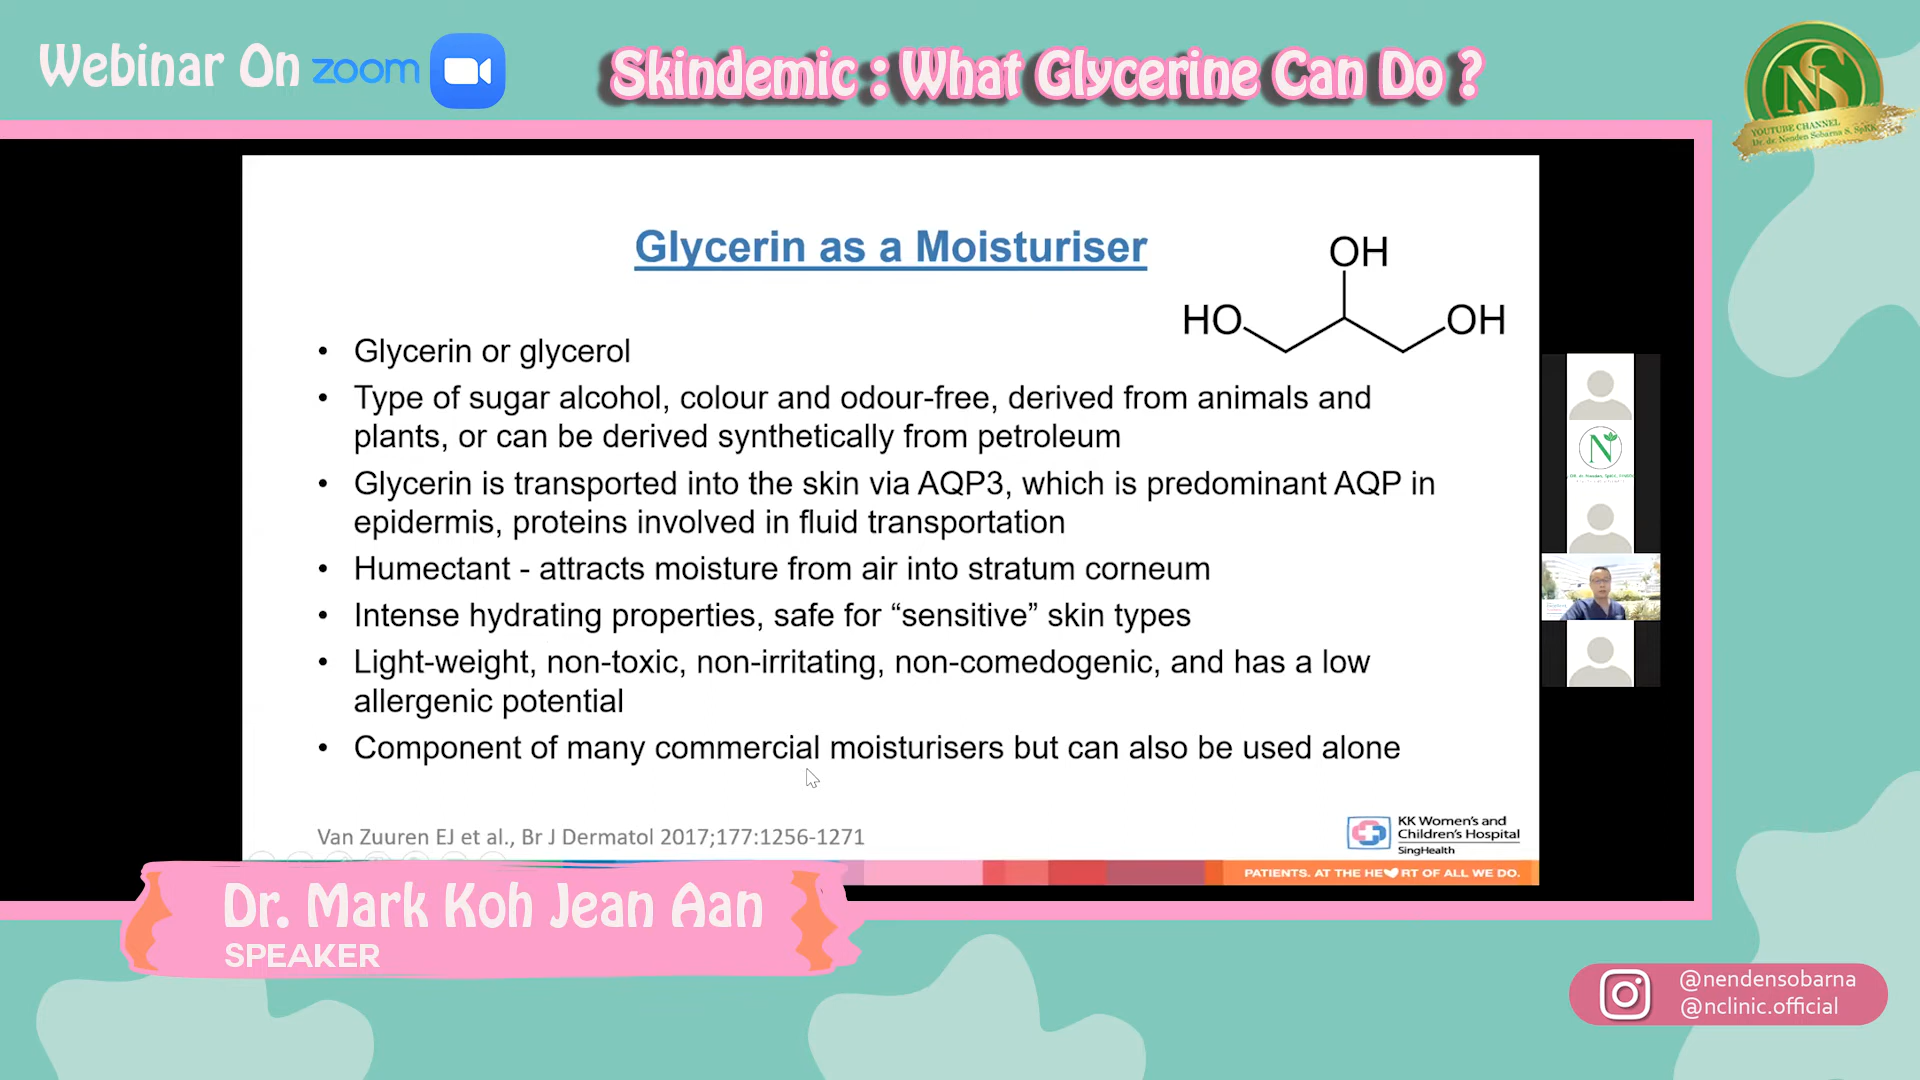 Webinar On zoom
Skindemic : What Glycerine Can Do ?
NS
YOUTUBE CHANNEL
Dr. dr. Nenden Sobarna S, SpKK
Glycerin as a Moisturiser
OH
HO
OH
• Glycerin or glycerol
• Type of sugar alcohol, colour and odour-free, derived from animals and
plants, or can be derived synthetically from petroleum
• Glycerin is transported into the skin via AQP3, which is predominant AQP in
epidermis, proteins involved in fluid transportation
• Humectant - attracts moisture from air into stratum corneum
• Intense hydrating properties, safe for “sensitive” skin types
• Light-weight, non-toxic, non-irritating, non-comedogenic, and has a low
allergenic potential
• Component of many commercial moisturisers but can also be used alone
N
Van Zuuren EJ et al., Br J Dermatol 2017;177:1256-1271
KK Women's and
Children's Hospital
SingHealth
PATIENTS. AT THE HE RT OF ALL WE DO.
Dr. Mark Koh Jean Aan
SPEAKER
@nendensobarna
@nclinic.official